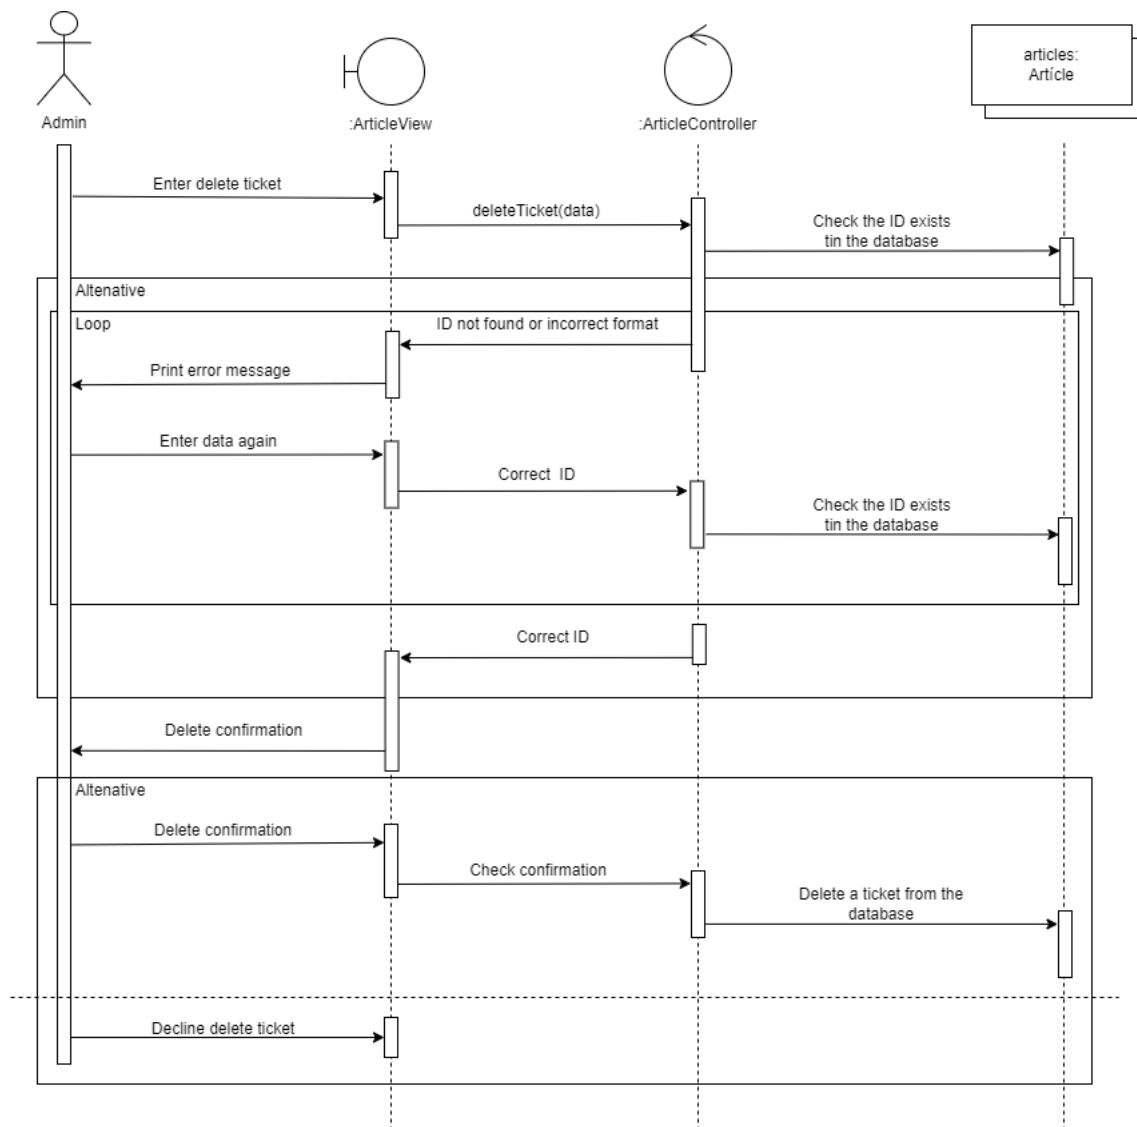 articles:
Artícle
Admin
:ArticleView
:ArticleController
Enter delete ticket
deleteTicket(data)
Check the ID exists
tin the database
Altenative
Loop
ID not found or incorrect format
Print error message
Enter data again
Correct ID
Check the ID exists
tin the database
Correct ID
Delete confirmation
Altenative
Delete confirmation
Check confirmation
Delete a ticket from the
database
Decline delete ticket